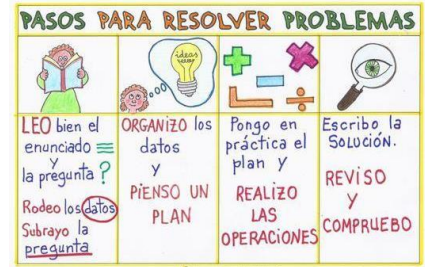 PASOS PARA RESOLVER PROBLEMAS
ideas
LEO bien el
enunciado
y
la pregunta ?
Rodeo los datos
Subrayo la
pregunta
ORGANIZO los
datos
y
PIENSO UN
PLAN
Pongo en
práctica el
plan y
REALIZO
LAS
OPERACIONES
Escribo la
SOLUCIÓN.
REVISO
Y
COMPRUEBO